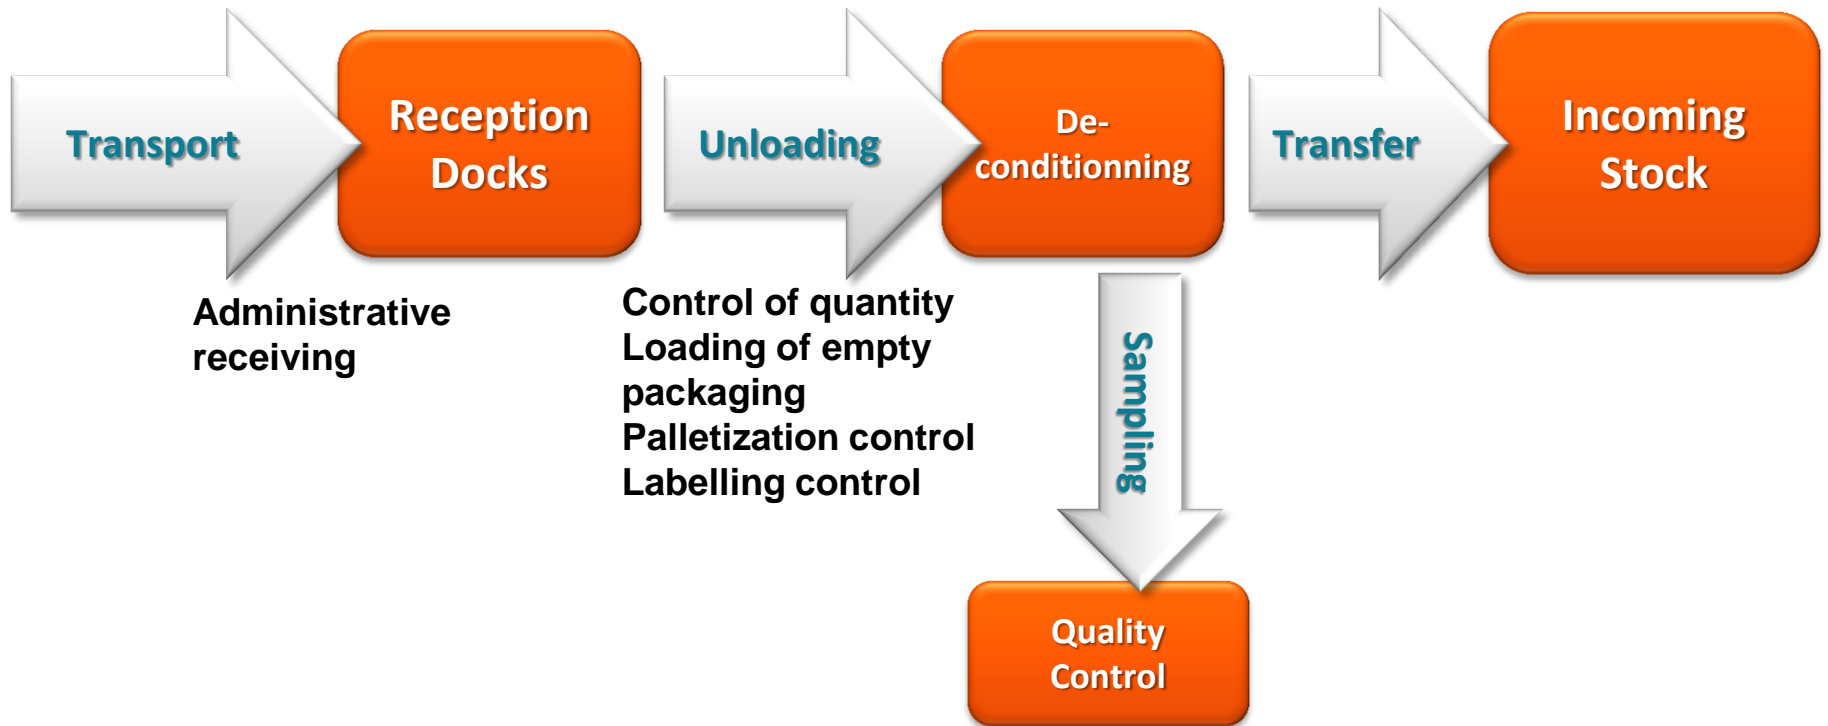 Transport
Reception
Docks
Unloading
De-
conditionning
Transfer
Incoming
Stock
Administrative
receiving
Control of quantity
Loading of empty
packaging
Palletization control
Labelling control
Sampling
Quality
Control